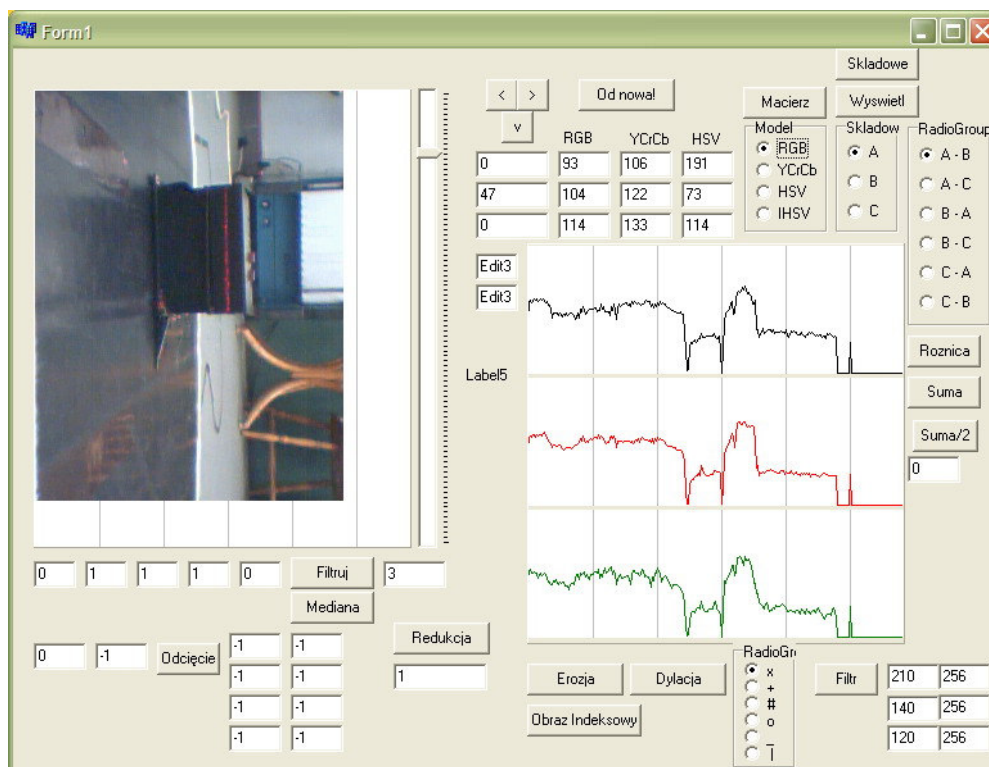 Form1
Skladowe
< > Od nowa! Macierz Wyswietl
v
RGB YCrCb HSV Model Skladow RadioGroup
0 93 106 191 RGB A A - B
YCrCb A - C
47 104 122 73 HSV B B - A
0 114 133 114 IHSV C B - C
Edit3 C - A
Edit3 C - B
Roznica
Label5
Suma
Suma/2
0
0 1 1 1 0 Filtruj 3
Mediana
Redukcja
0 -1 Odcięcie -1 -1
-1 -1
-1 -1
-1 -1
1
RadioGr
Erozja Dylacja x Filtr 210 256
+
Obraz Indeksowy # 140 256
o
_ 120 256
|